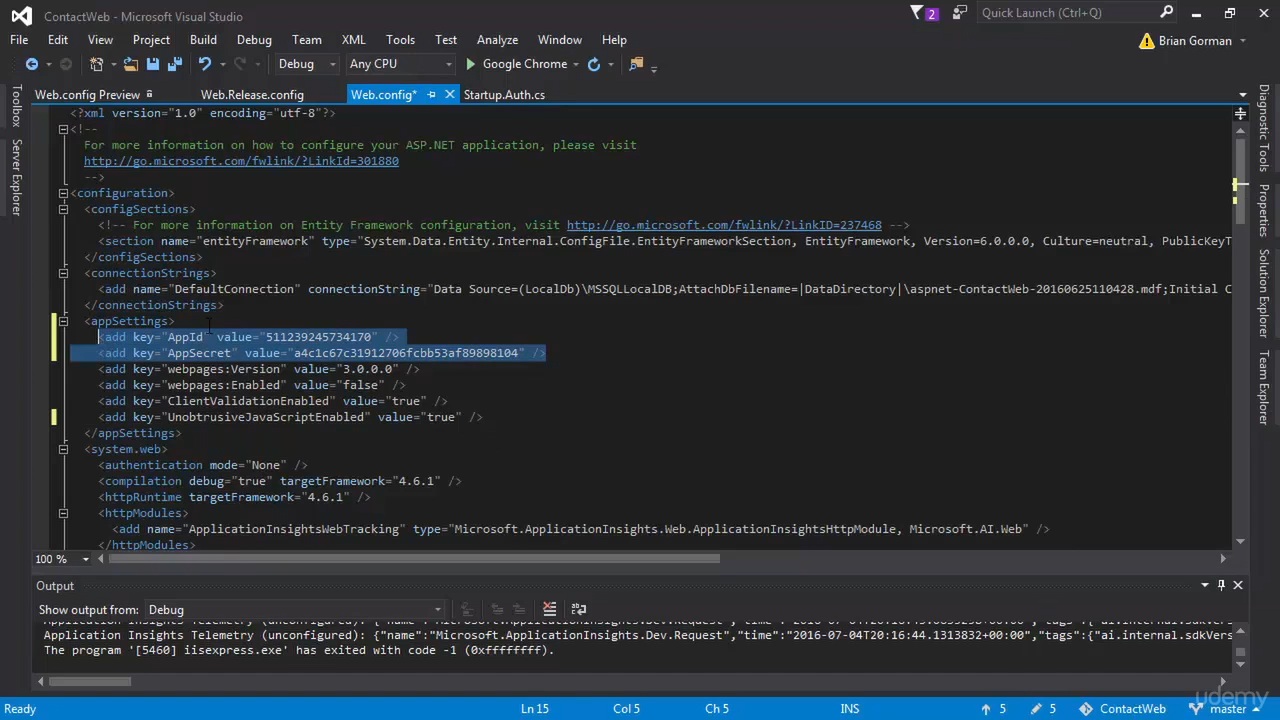 ContactWeb - Microsoft Visual Studio
2
Quick Launch (Ctrl+Q)
File Edit View Project Build Debug Team XML Tools Test Analyze Window Help
Brian Gorman
Debug Any CPU Google Chrome
Web.config Preview Web.Release.config Web.config* Startup.Auth.cs
Toolbox
Server Explorer
Diagnostic Tools
Properties
Solution Explorer
Team Explorer
<?xml version="1.0" encoding="utf-8"?>
<!--
For more information on how to configure your ASP.NET application, please visit
http://go.microsoft.com/fwlink/?LinkId=301880
-->
<configuration>
<configSections>
<!-- For more information on Entity Framework configuration, visit http://go.microsoft.com/fwlink/?LinkID=237468 -->
<section name="entityFramework" type="System.Data.Entity.Internal.ConfigFile.EntityFrameworkSection, EntityFramework, Version=6.0.0.0, Culture=neutral, PublicKeyT
</configSections>
<connectionStrings>
<add name="DefaultConnection" connectionString="Data Source=(LocalDb)\MSSQLLocalDB;AttachDbFilename=|DataDirectory|\aspnet-ContactWeb-20160625110428.mdf;Initial C
</connectionStrings>
<appSettings>
<add key="AppId" value="511239245734170" />
<add key="AppSecret" value="a4c1c67c31912706fcbb53af89898104" />
<add key="webpages:Version" value="3.0.0.0" />
<add key="webpages:Enabled" value="false" />
<add key="ClientValidationEnabled" value="true" />
<add key="UnobtrusiveJavaScriptEnabled" value="true" />
</appSettings>
<system.web>
<authentication mode="None" />
<compilation debug="true" targetFramework="4.6.1" />
<httpRuntime targetFramework="4.6.1" />
<httpModules>
<add name="ApplicationInsightsWebTracking" type="Microsoft.ApplicationInsights.Web.ApplicationInsightsHttpModule, Microsoft.AI.Web" />
</httpModules>
100 %
Output
Show output from: Debug
Application Insights Telemetry (unconfigured): {"name":"Microsoft.ApplicationInsights.Dev.Request","time":"2016-07-04T20:16:44.1313832+00:00","tags":{"ai.internal.sdkVers
The program '[5460] iisexpress.exe' has exited with code -1 (0xffffffff).
Ready Ln 15 Col 5 Ch 5 INS 5 5 ContactWeb master
udemy